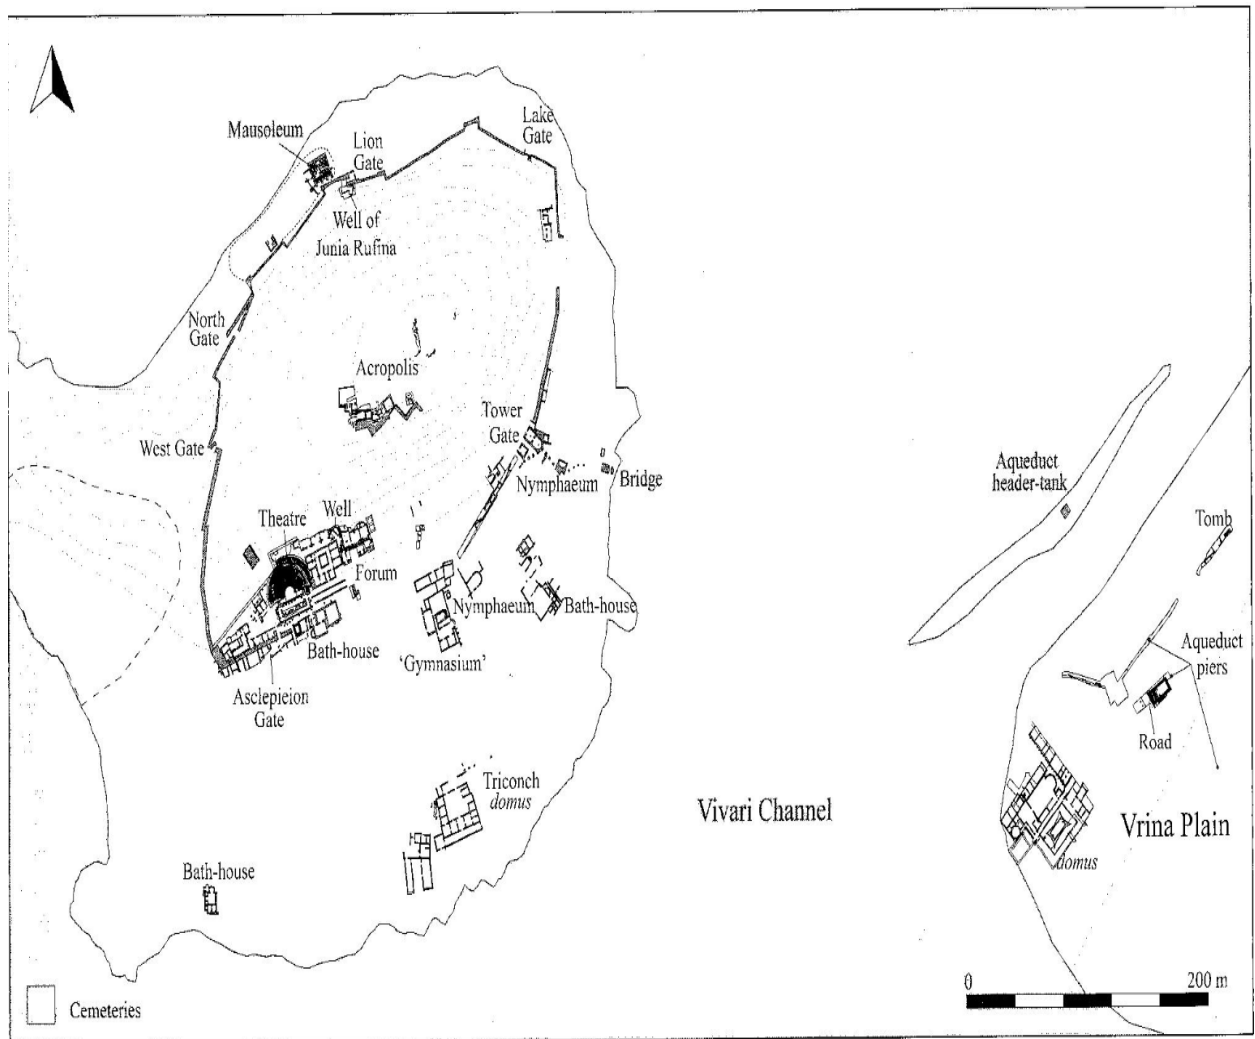 Mausoleum
Lion
Gate
Lake
Gate
Well of
Junia Rufina
North
Gate
Acropolis
Tower
Gate
West Gate
Nymphaeum
Bridge
Aqueduct
header-tank
Theatre
Well
Tomb
Forum
Nymphaeum
Bath-house
Bath-house
'Gymnasium'
Aqueduct
piers
Asclepieion
Gate
Road
Triconch
domus
Vivari Channel
Vrina Plain
domus
Bath-house
0
200 m
Cemeteries